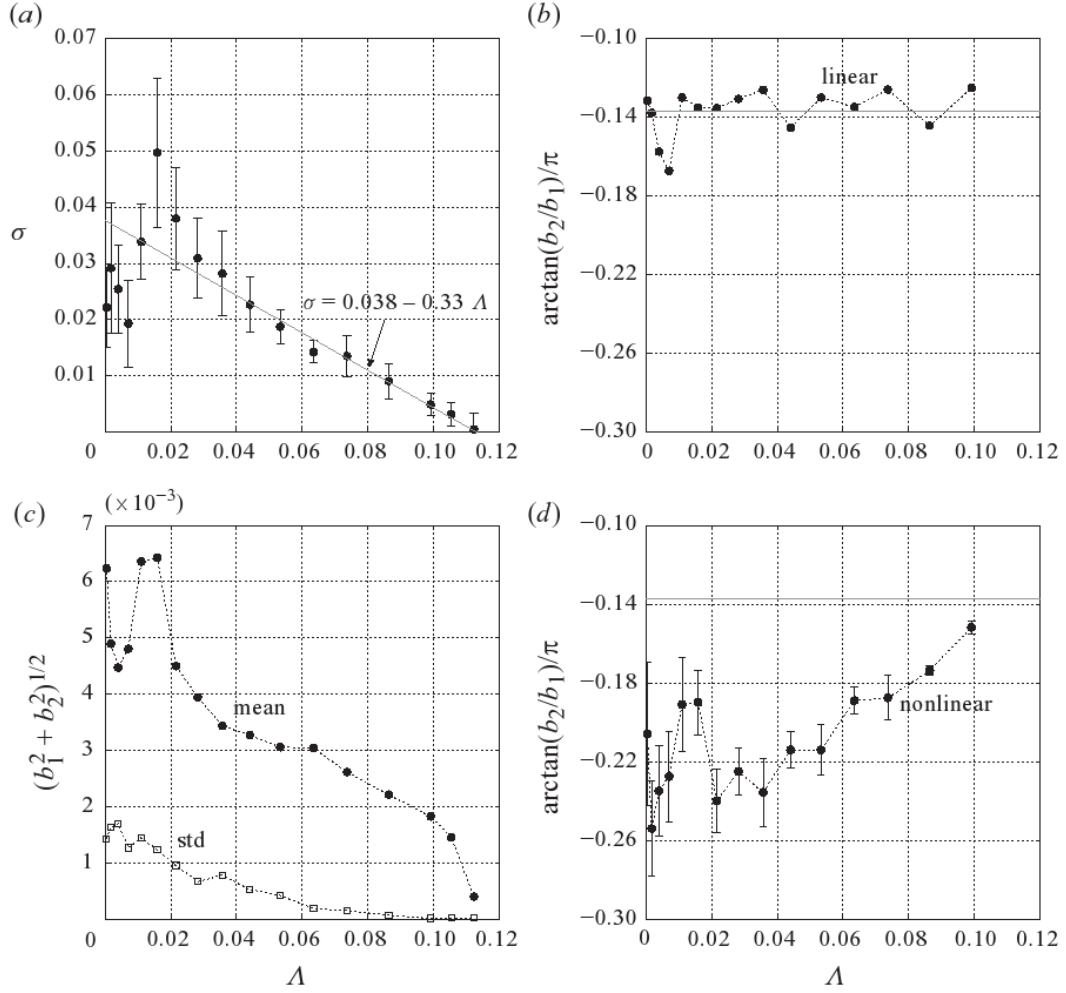 (a)
0.07
0.06
0.05
0.04
σ
0.03
0.02
0.01
σ = 0.038 – 0.33 Λ
0 0.02 0.04 0.06 0.08 0.10 0.12
(b)
−0.10
−0.14
−0.18
−0.22
−0.26
−0.30
arctan(b₂/b₁)/π
linear
0 0.02 0.04 0.06 0.08 0.10 0.12
(c)
(×10⁻³)
7
6
5
4
3
2
1
(b₁² + b₂²)^1/2
mean
std
0 0.02 0.04 0.06 0.08 0.10 0.12
Λ
(d)
−0.10
−0.14
−0.18
−0.22
−0.26
−0.30
arctan(b₂/b₁)/π
nonlinear
0 0.02 0.04 0.06 0.08 0.10 0.12
Λ